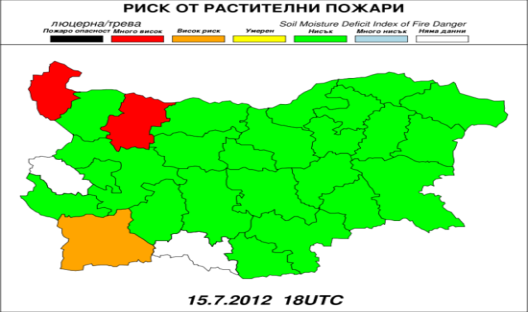 РИСК ОТ РАСТИТЕЛНИ ПОЖАРИ
люцерна/трева Soil Moisture Deficit Index of Fire Danger
Пожаро опасност Много висок Висок риск Умерен Нисък Много нисък Няма данни
15.7.2012 18UTC